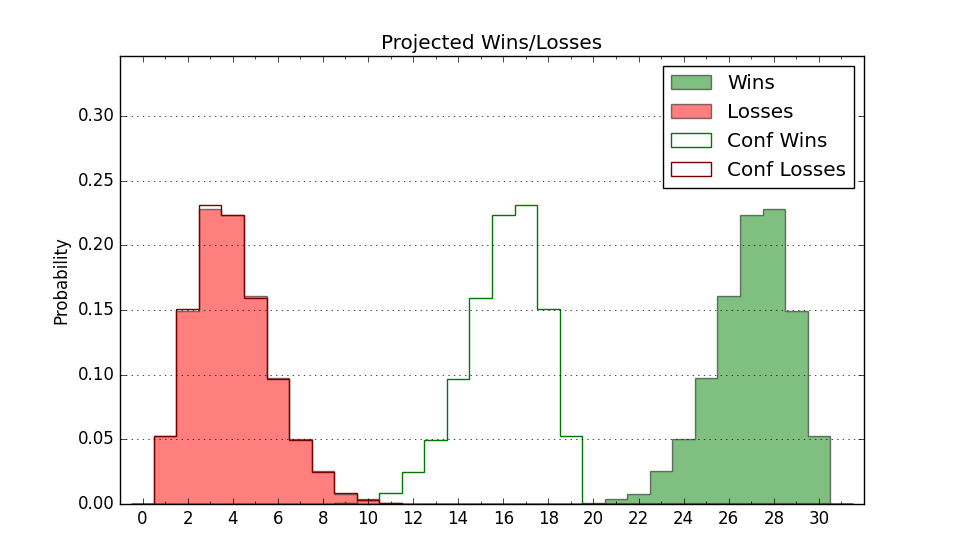 Projected Wins/Losses
Wins
Losses
Conf Wins
Conf Losses
Probability
0.30
0.25
0.20
0.15
0.10
0.05
0.00
0 2 4 6 8 10 12 14 16 18 20 22 24 26 28 30